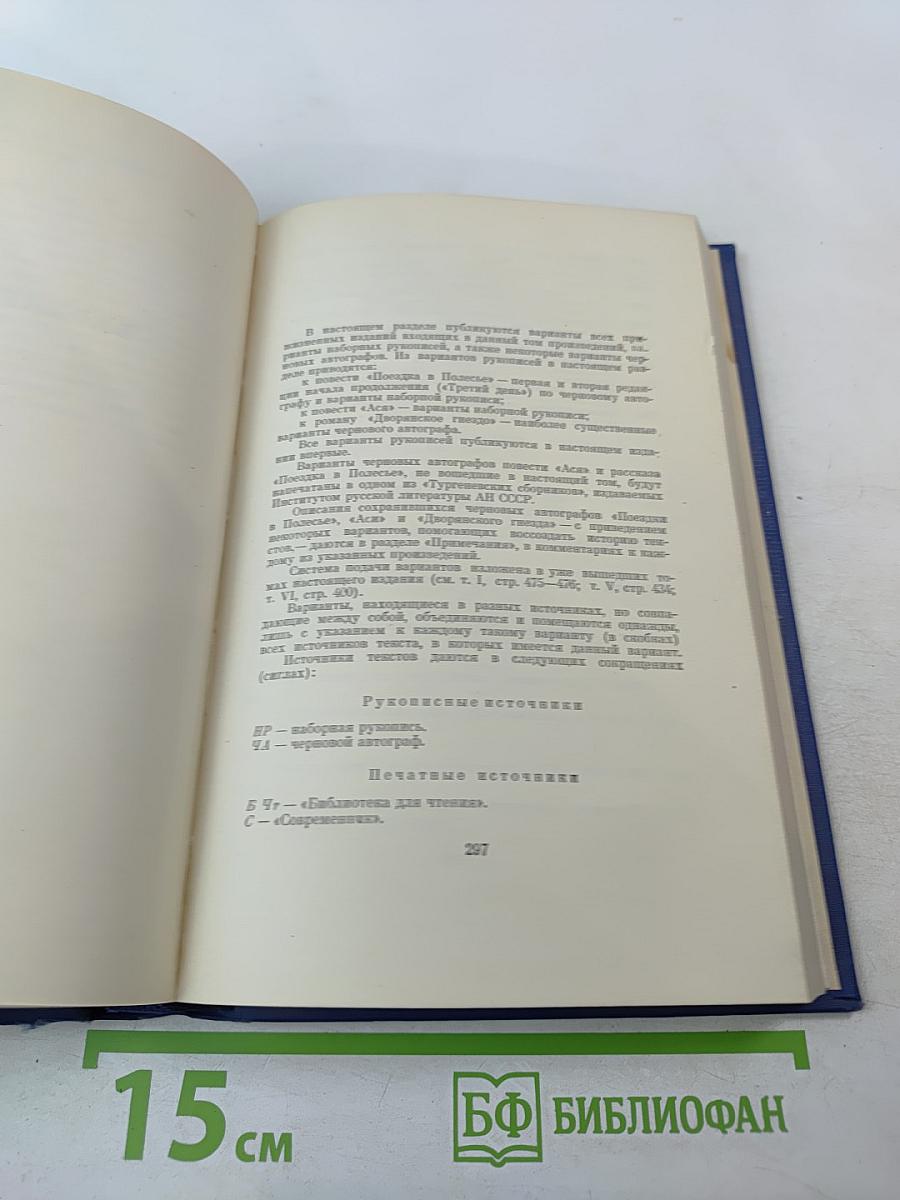 В настоящем разделе публикуются варианты всех при-
жизненных изданий входящих в данный том произведений, ва-
рианты наборных рукописей, а также некоторые варианты чер-
новых автографов. Из вариантов рукописей в настоящем раз-
деле приводятся:
к повести «Поездка в Полесье» — первая и вторая редак-
ции начала продолжения («Третий день») по черновому авто-
графу и варианты наборной рукописи;
к повести «Ася» — варианты наборной рукописи;
к роману «Дворянское гнездо» — наиболее существенные
варианты чернового автографа.
Все варианты рукописей публикуются в настоящем изда-
нии впервые.
Варианты черновых автографов повести «Ася» и рассказа
«Поездка в Полесье», не вошедшие в настоящий том, будут
напечатаны в одном из «Тургеневских сборников», издаваемых
Институтом русской литературы АН СССР.
Описания сохранившихся черновых автографов «Поездки
в Полесье», «Аси» и «Дворянского гнезда» — с приведением
некоторых вариантов, помогающих воссоздать историю тек-
стов, — даются в разделе «Примечания», в комментариях к каж-
дому из указанных произведений.
Система подачи вариантов изложена в уже вышедших то-
мах настоящего издания (см. т. I, стр. 475—476; т. V, стр. 434;
т. VI, стр. 400).
Варианты, находящиеся в разных источниках, но совпа-
дающие между собой, объединяются и помещаются однажды,
лишь с указанием к каждому такому варианту (в скобках)
всех источников текста, в которых имеется данный вариант.
Источники текстов даются в следующих сокращениях
(сиглах):
Рукописные источники
НР — наборная рукопись.
ЧА — черновой автограф.
Печатные источники
Б Чт — «Библиотека для чтения».
С — «Современник».
297
15 см
БФ БИБЛИОФАН